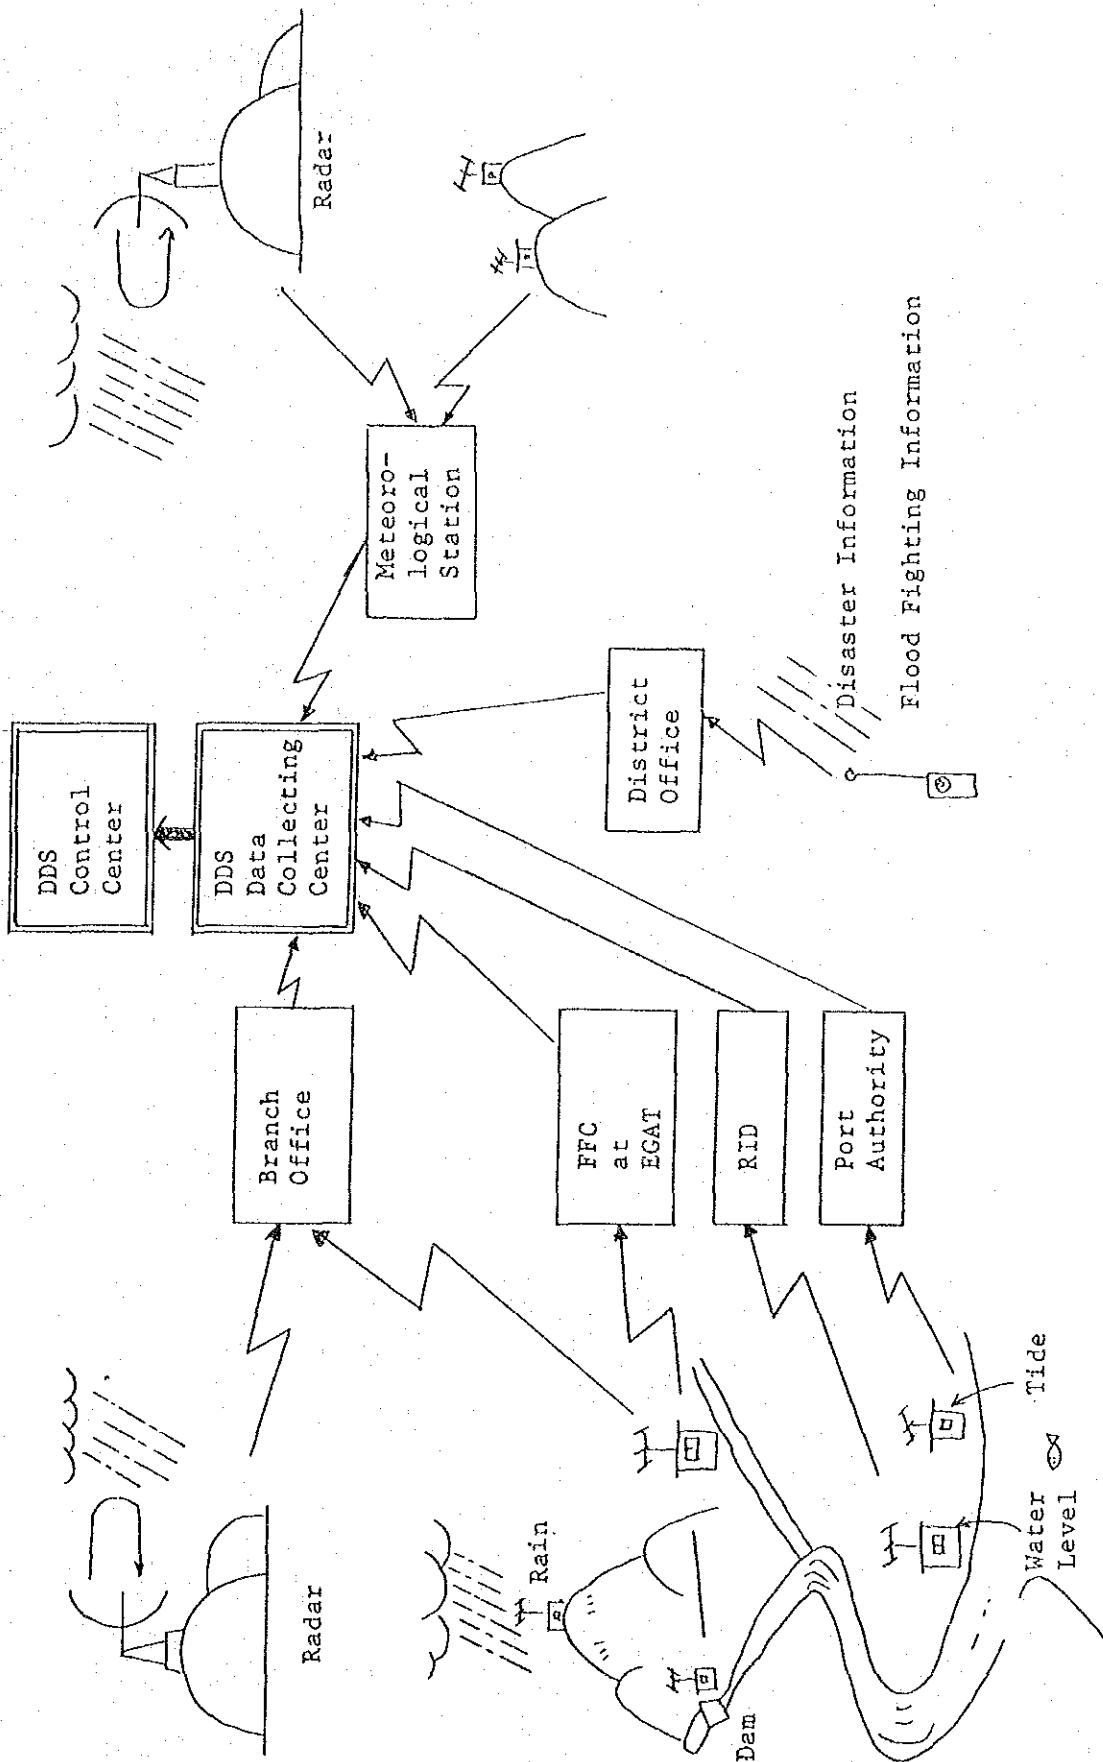 DDS
Control
Center
DDS
Data
Collecting
Center
Branch
Office
Meteoro-
logical
Station
District
Office
FFC
at
EGAT
RID
Port
Authority
Radar
Radar
Rain
Dam
Water
Level
Tide
Disaster Information
Flood Fighting Information